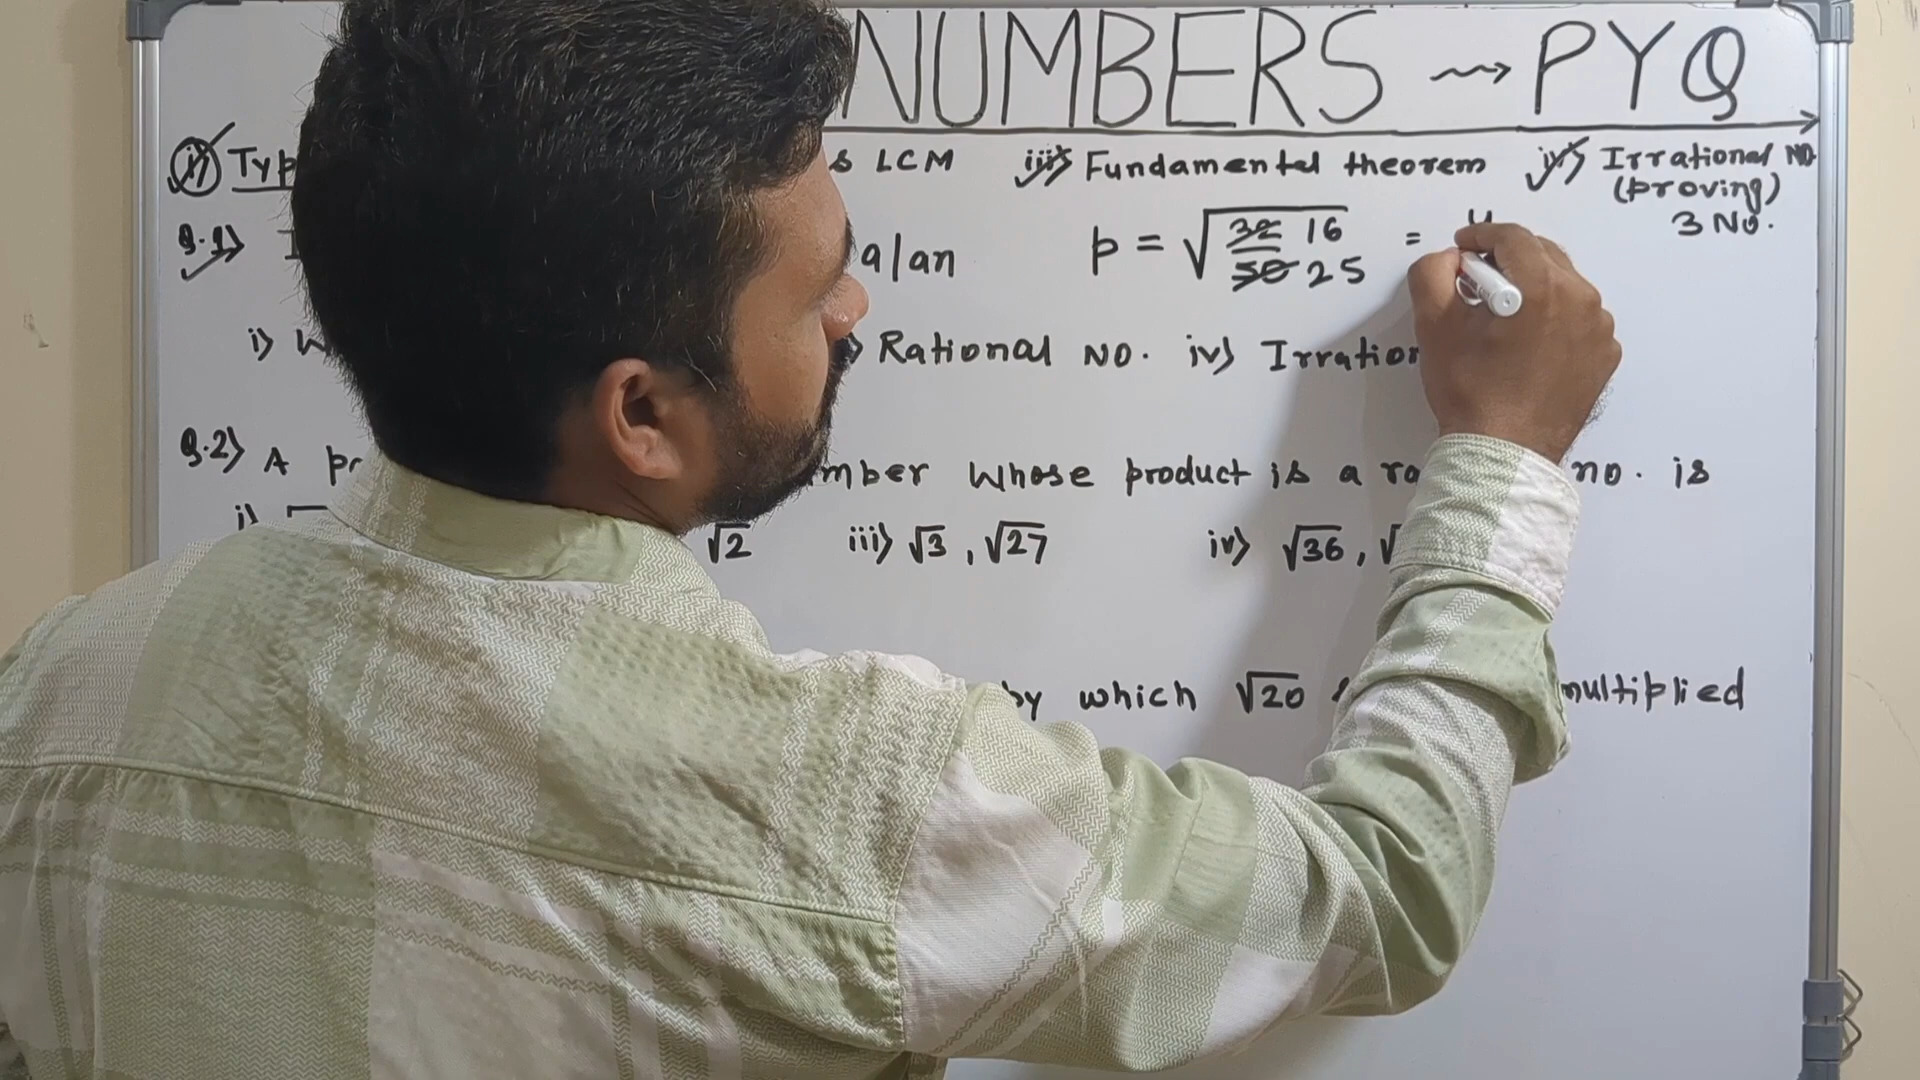 NUMBERS ⇝ PYQ
i) Typ & LCM iii) Fundamental theorem iv) Irrational NO.
(proving)
3 NO.
Q.1) I a/an p = √32/50 16/25 = 4
i) W Rational NO. iv) Irration
Q.2) A pr mber whose product is a ra no. is
i) √2 iii) √3 , √27 iv) √36 , √
by which √20 multiplied